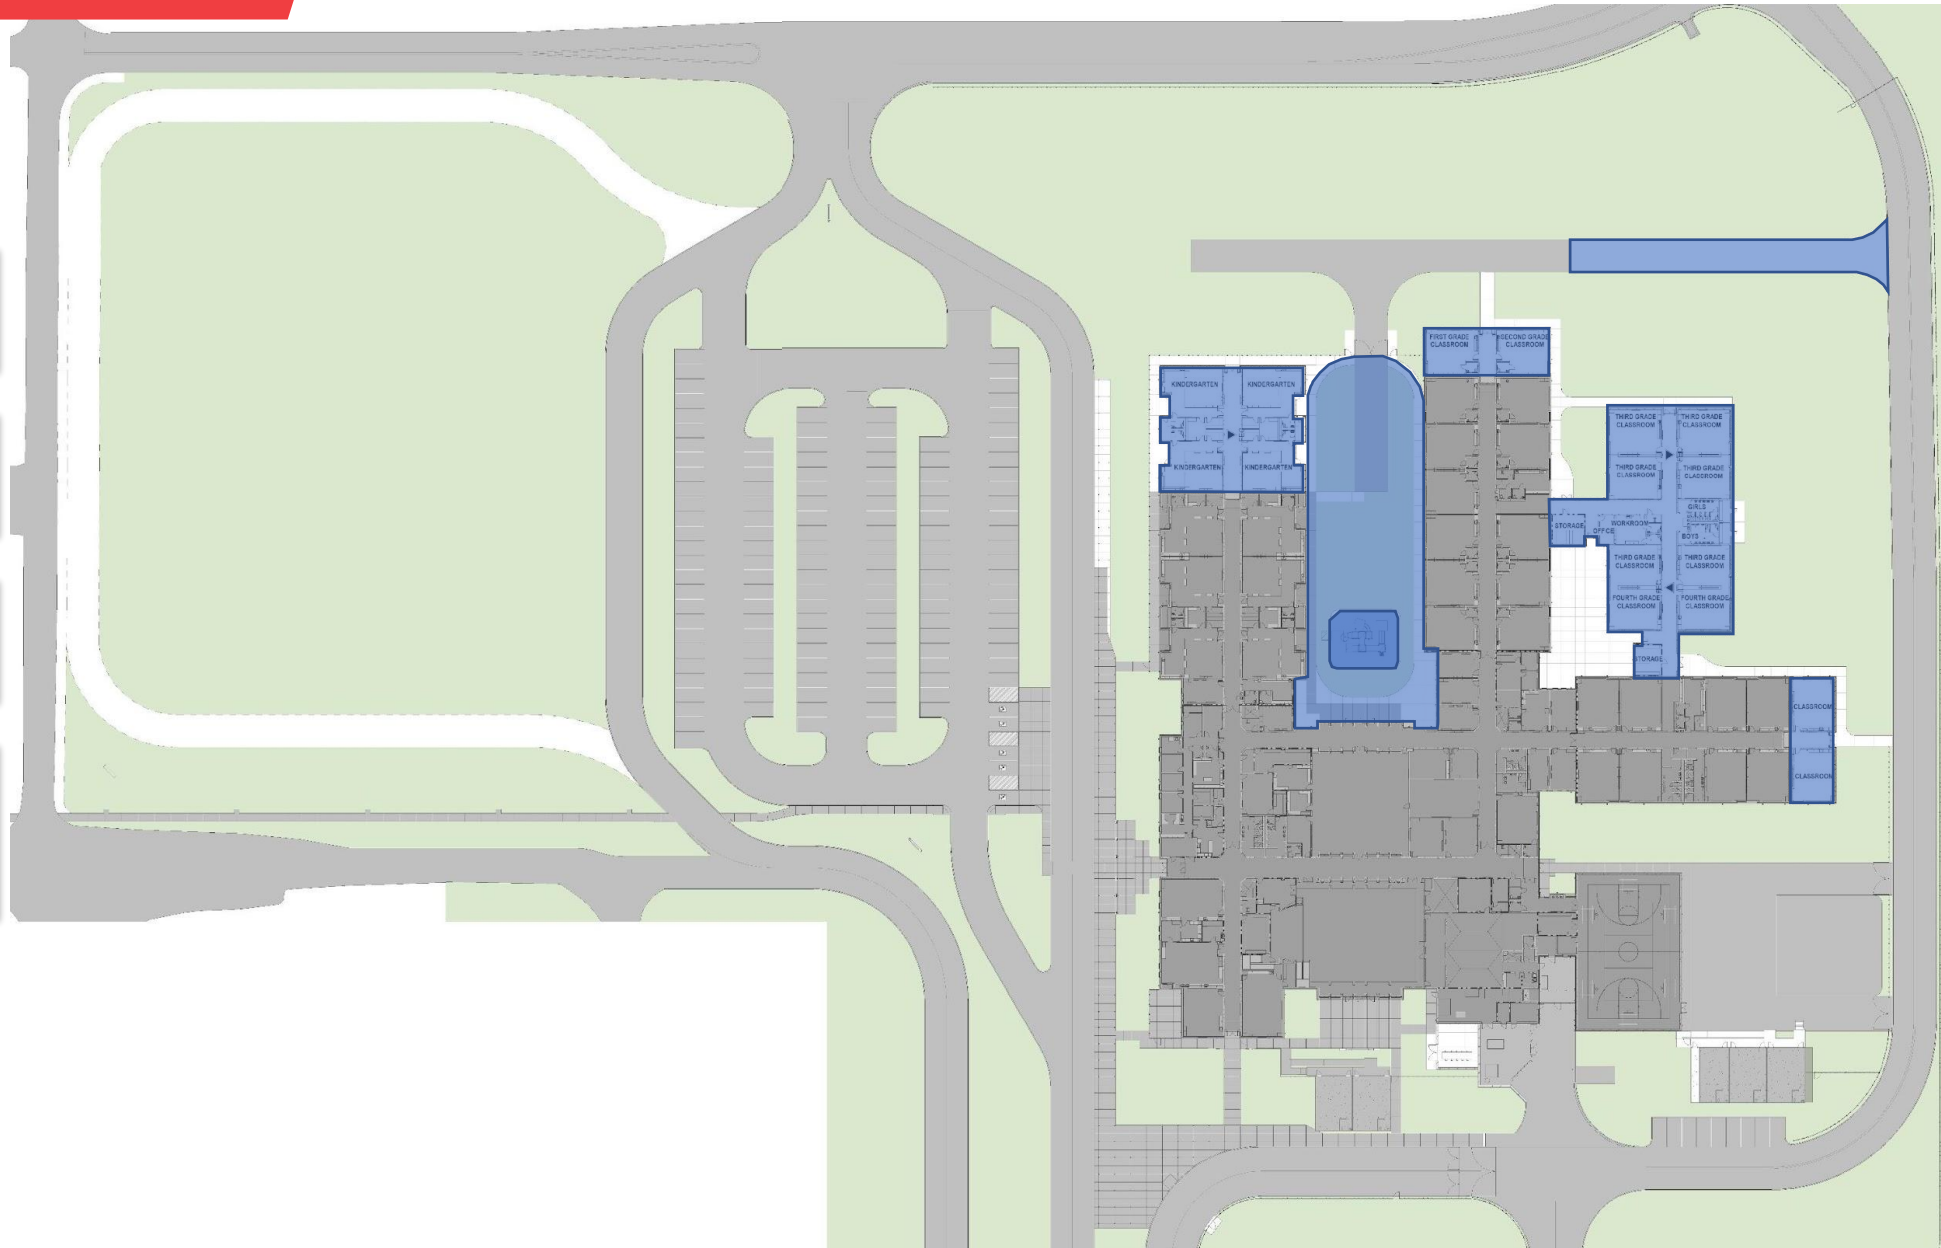 FIRST GRADE
CLASSROOM
SECOND GRADE
CLASSROOM
KINDERGARTEN
KINDERGARTEN
KINDERGARTEN
KINDERGARTEN
THIRD GRADE
CLASSROOM
THIRD GRADE
CLASSROOM
THIRD GRADE
CLASSROOM
THIRD GRADE
CLASSROOM
GIRLS
STORAGE
OFFICE
WORKROOM
BOYS
THIRD GRADE
CLASSROOM
THIRD GRADE
CLASSROOM
FOURTH GRADE
CLASSROOM
FOURTH GRADE
CLASSROOM
STORAGE
CLASSROOM
CLASSROOM